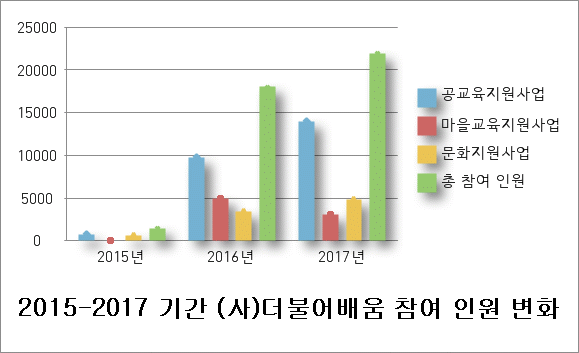 25000
20000
15000
10000
5000
0
2015년
2016년
2017년
공교육지원사업
마을교육지원사업
문화지원사업
총 참여 인원
2015-2017 기간 (사)더불어배움 참여 인원 변화